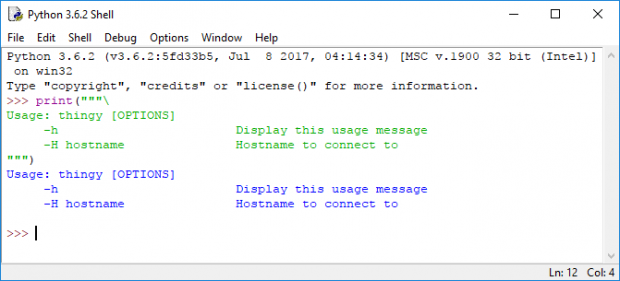 Python 3.6.2 Shell
File Edit Shell Debug Options Window Help
Python 3.6.2 (v3.6.2:5fd33b5, Jul  8 2017, 04:14:34) [MSC v.1900 32 bit (Intel)]
 on win32
Type "copyright", "credits" or "license()" for more information.
>>> print("""\
Usage: thingy [OPTIONS]
     -h                        Display this usage message
     -H hostname               Hostname to connect to
""")
Usage: thingy [OPTIONS]
     -h                        Display this usage message
     -H hostname               Hostname to connect to
>>>
Ln: 12 Col: 4